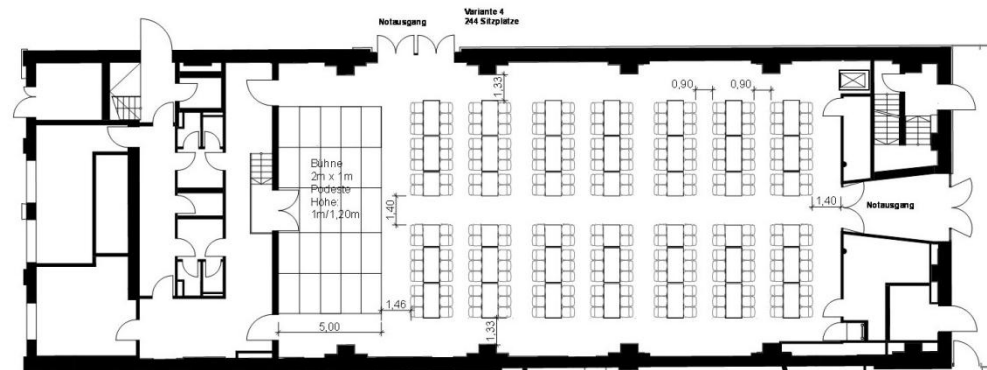 Variante 4
244 Sitzplätze
Notausgang
1,33
0,90
0,90
Bühne
2m x 1m
Podeste
Höhe:
1m/1,20m
1,40
1,40
Notausgang
1,46
5,00
1,33